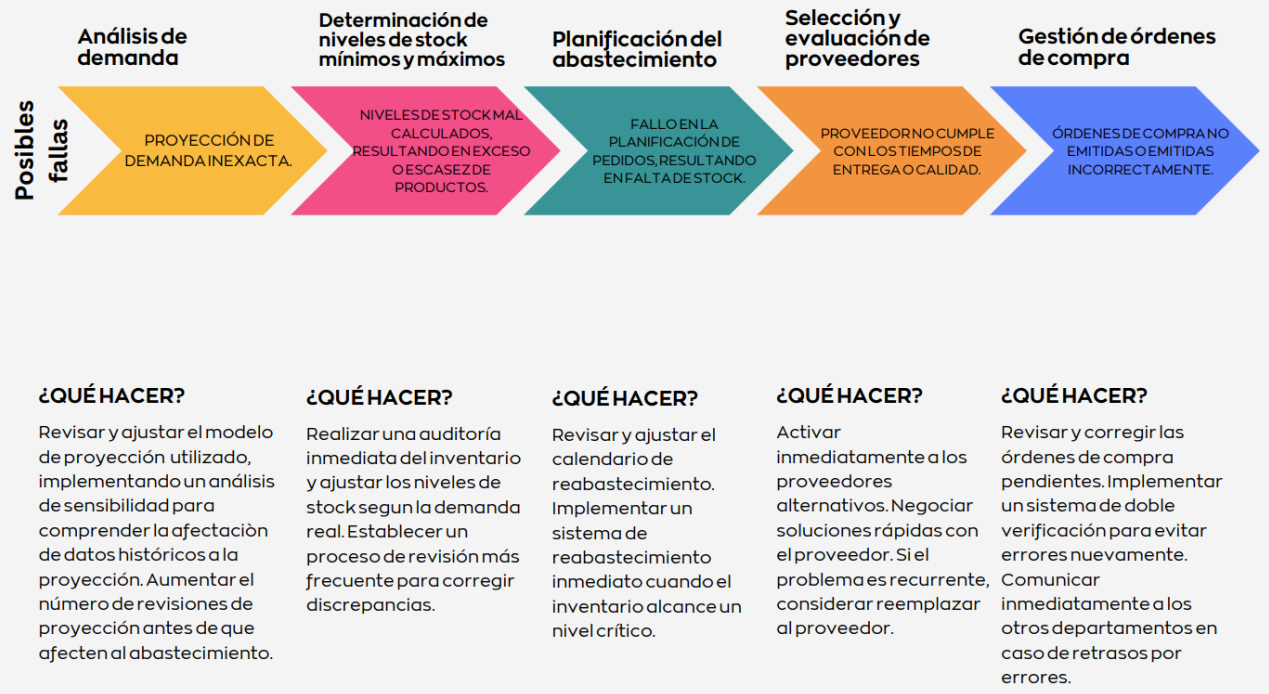 Análisis de
demanda
Determinación de
niveles de stock
mínimos y máximos
Planificación del
abastecimiento
Selección y
evaluación de
proveedores
Gestión de órdenes
de compra
Posibles
fallas
PROYECCIÓN DE
DEMANDA INEXACTA.
NIVELES DE STOCK MAL
CALCULADOS,
RESULTANDO EN EXCESO
O ESCASEZ DE
PRODUCTOS.
FALLO EN LA
PLANIFICACIÓN DE
PEDIDOS, RESULTANDO
EN FALTA DE STOCK.
PROVEEDOR NO CUMPLE
CON LOS TIEMPOS DE
ENTREGA O CALIDAD.
ÓRDENES DE COMPRA NO
EMITIDAS O EMITIDAS
INCORRECTAMENTE.
¿QUÉ HACER?
Revisar y ajustar el modelo
de proyección utilizado,
implementando un análisis
de sensibilidad para
comprender la afectaciòn
de datos históricos a la
proyección. Aumentar el
número de revisiones de
proyección antes de que
afecten al abastecimiento.
¿QUÉ HACER?
Realizar una auditoría
inmediata del inventario
y ajustar los niveles de
stock segun la demanda
real. Establecer un
proceso de revisión más
frecuente para corregir
discrepancias.
¿QUÉ HACER?
Revisar y ajustar el
calendario de
reabastecimiento.
Implementar un
sistema de
reabastecimiento
inmediato cuando el
inventario alcance un
nivel crítico.
¿QUÉ HACER?
Activar
inmediatamente a los
proveedores
alternativos. Negociar
soluciones rápidas con
el proveedor. Si el
problema es recurrente,
considerar reemplazar
al proveedor.
¿QUÉ HACER?
Revisar y corregir las
órdenes de compra
pendientes. Implementar
un sistema de doble
verificación para evitar
errores nuevamente.
Comunicar
inmediatamente a los
otros departamentos en
caso de retrasos por
errores.